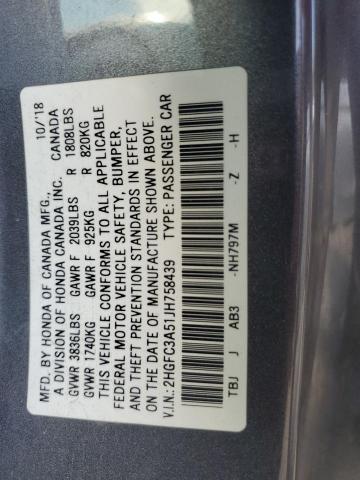 MFD. BY HONDA OF CANADA MFG., 10/18
A DIVISION OF HONDA CANADA INC. CANADA
GVWR 3836LBS GAWR F 2039LBS R 1808LBS
GVWR 1740KG GAWR F 925KG R 820KG
THIS VEHICLE CONFORMS TO ALL APPLICABLE
FEDERAL MOTOR VEHICLE SAFETY, BUMPER,
AND THEFT PREVENTION STANDARDS IN EFFECT
ON THE DATE OF MANUFACTURE SHOWN ABOVE.
V.I.N.:2HGFC3A51JH758439 TYPE: PASSENGER CAR
TBJ J AB3 -NH797M -Z -H